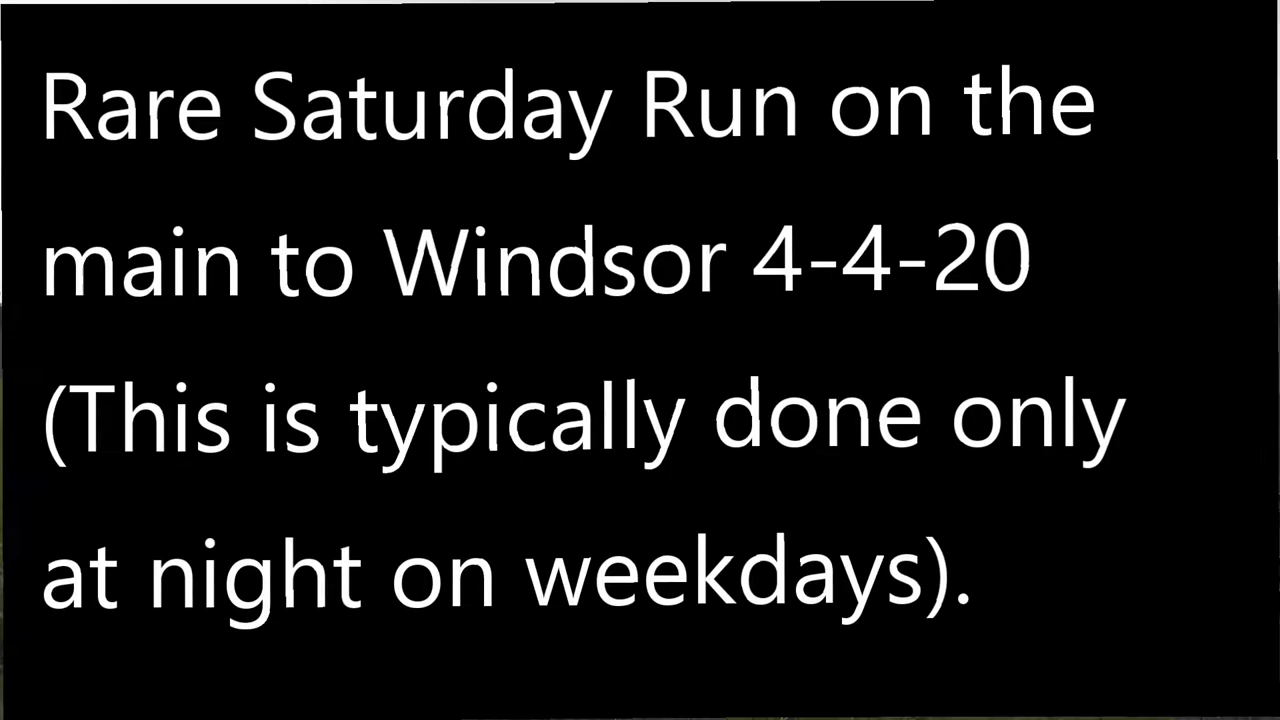 Rare Saturday Run on the
main to Windsor 4-4-20
(This is typically done only
at night on weekdays).